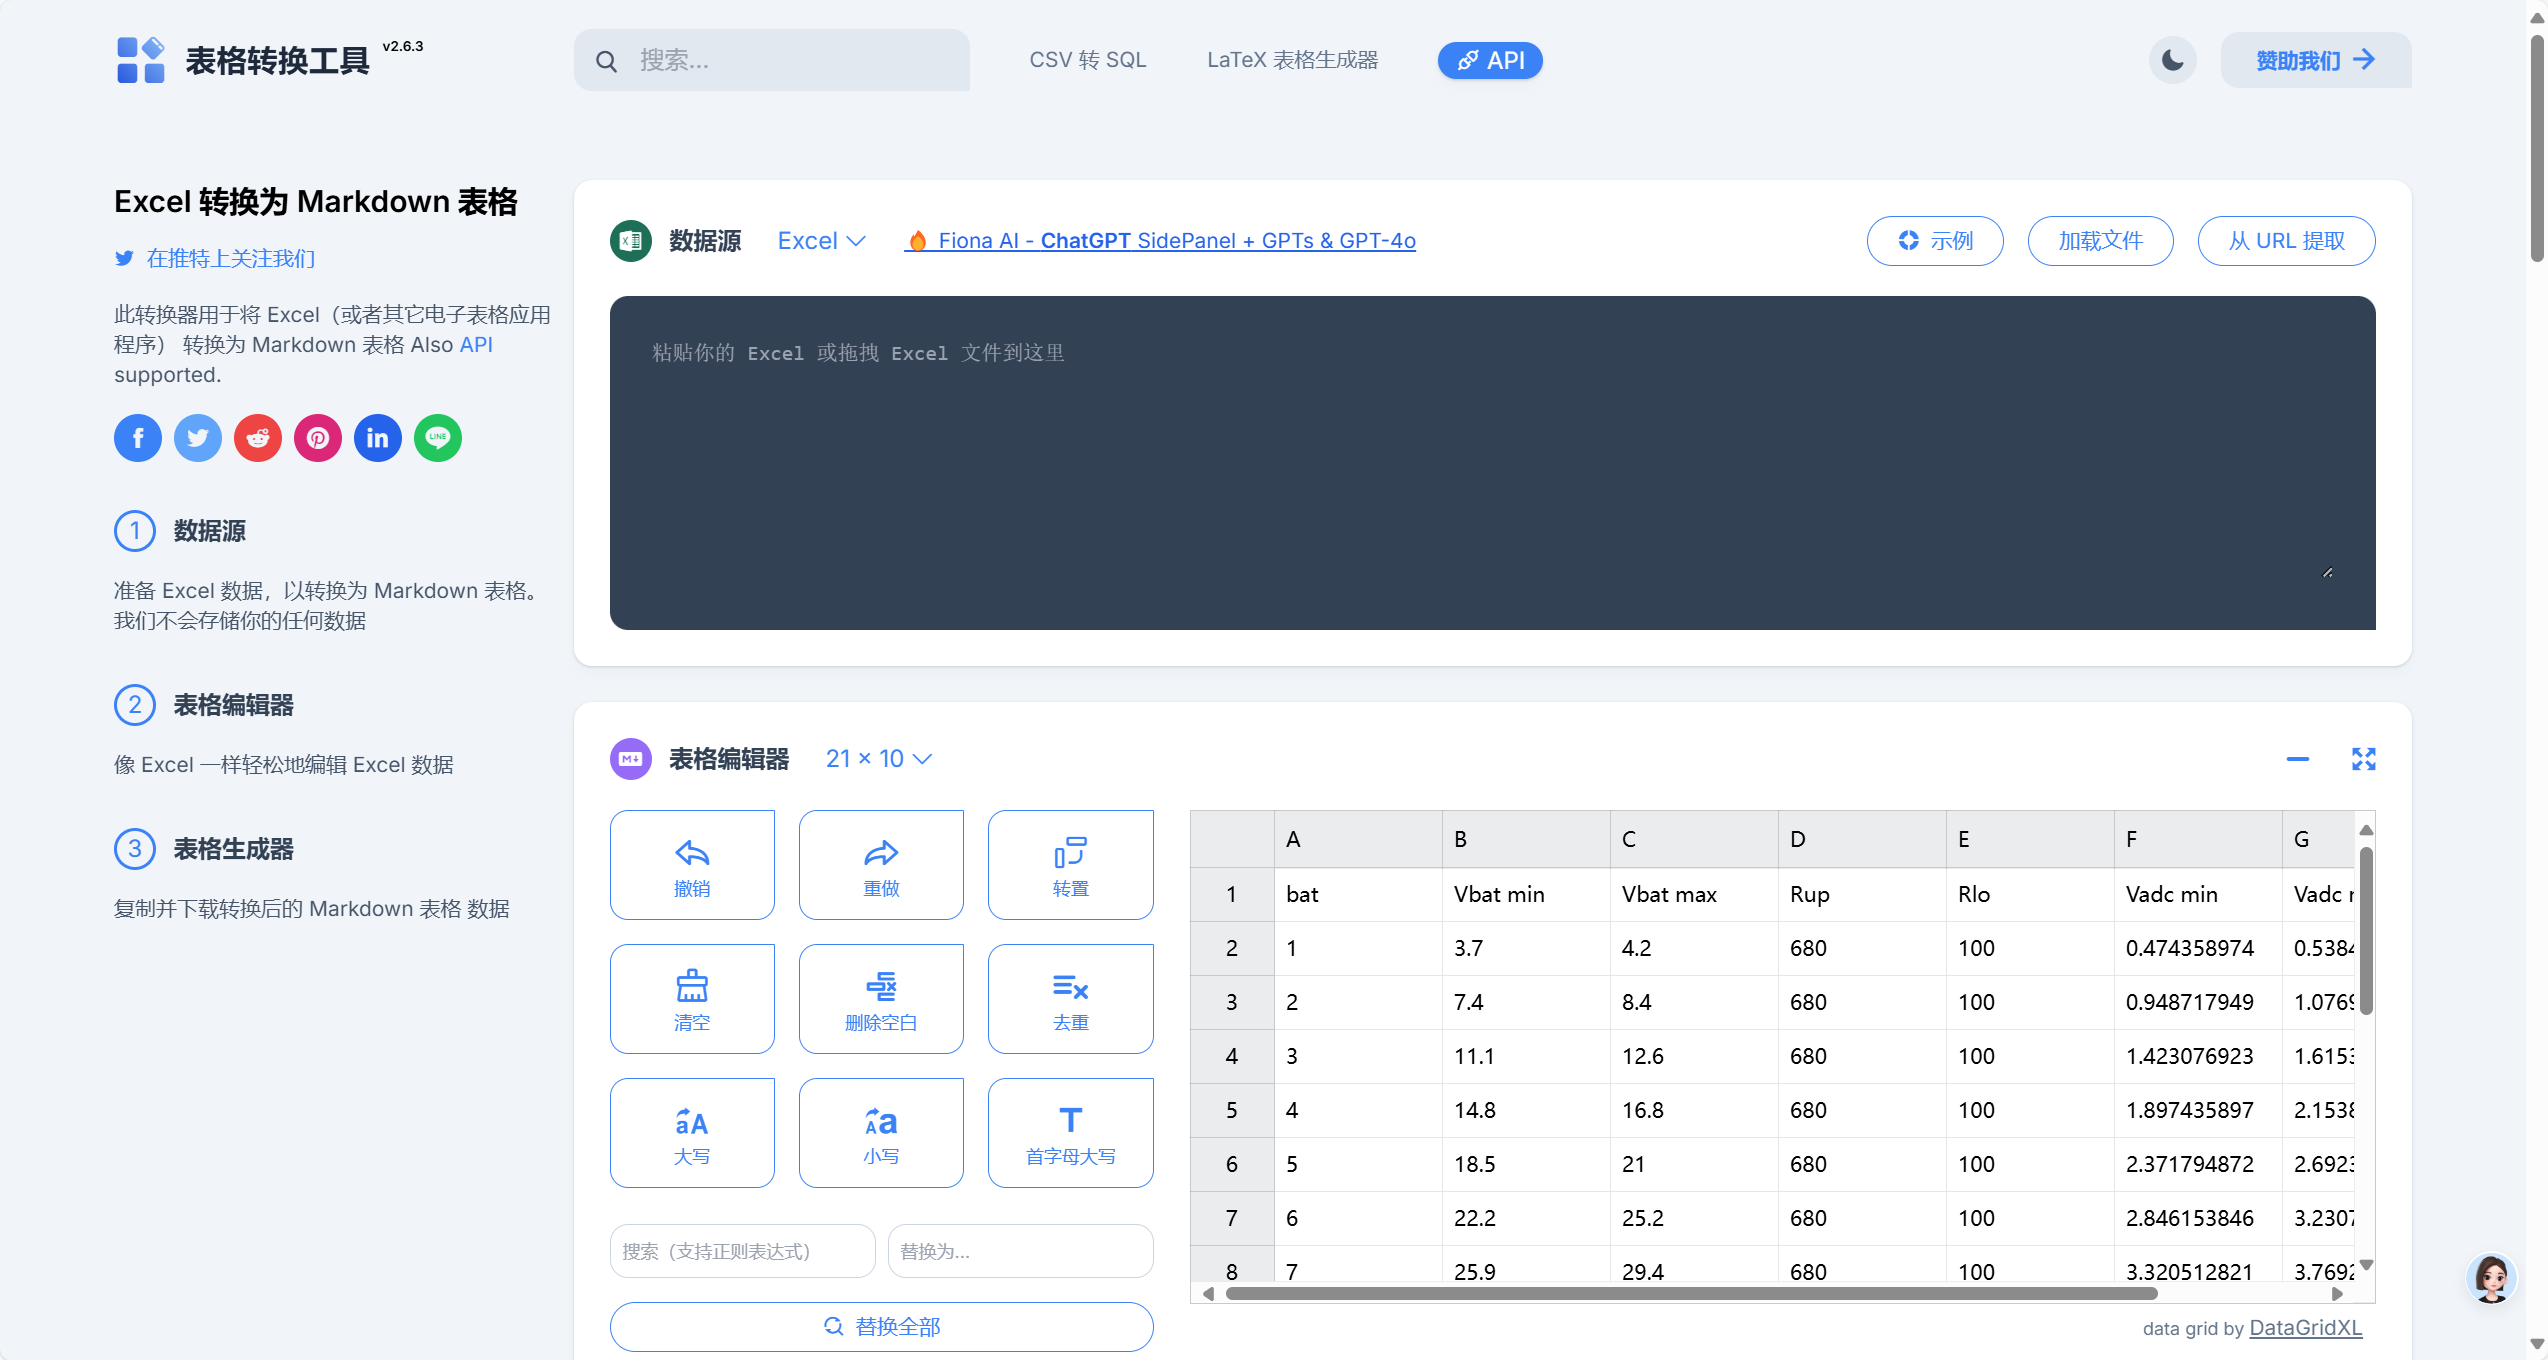 表格转换工具 v2.6.3
搜索...
CSV 转 SQL
LaTeX 表格生成器
API
赞助我们
Excel 转换为 Markdown 表格
在推特上关注我们
此转换器用于将 Excel（或者其它电子表格应用
程序） 转换为 Markdown 表格 Also API
supported.
LINE
1 数据源
准备 Excel 数据，以转换为 Markdown 表格。
我们不会存储你的任何数据
2 表格编辑器
像 Excel 一样轻松地编辑 Excel 数据
3 表格生成器
复制并下载转换后的 Markdown 表格 数据
数据源 Excel Fiona AI - ChatGPT SidePanel + GPTs & GPT-4o
示例 加载文件 从 URL 提取
粘贴你的 Excel 或拖拽 Excel 文件到这里
表格编辑器 21 × 10
撤销 重做 转置
清空 删除空白 去重
大写 小写 首字母大写
搜索（支持正则表达式） 替换为...
替换全部
A B C D E F G
1 bat Vbat min Vbat max Rup Rlo Vadc min Vadc
2 1 3.7 4.2 680 100 0.474358974 0.538
3 2 7.4 8.4 680 100 0.948717949 1.076
4 3 11.1 12.6 680 100 1.423076923 1.615
5 4 14.8 16.8 680 100 1.897435897 2.153
6 5 18.5 21 680 100 2.371794872 2.692
7 6 22.2 25.2 680 100 2.846153846 3.230
8 7 25.9 29.4 680 100 3.320512821 3.769
data grid by DataGridXL